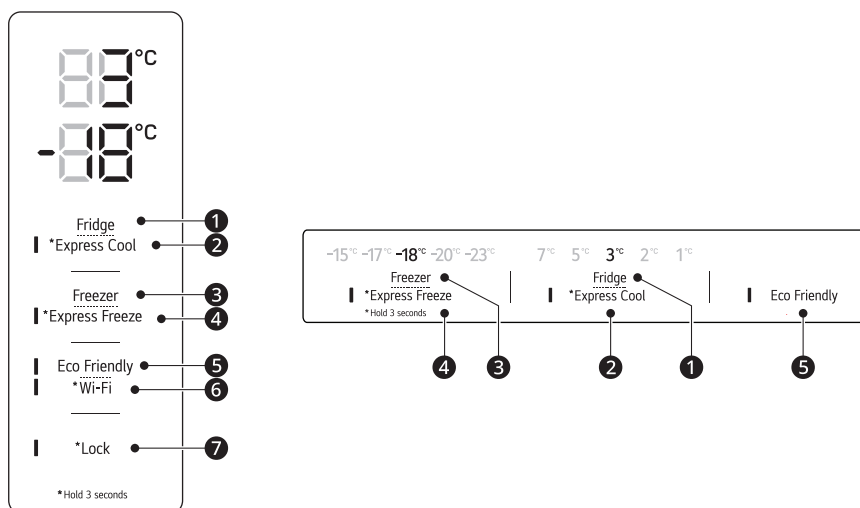 3°C
-18°C
Fridge
*Express Cool
Freezer
*Express Freeze
Eco Friendly
*Wi-Fi
*Lock
*Hold 3 seconds
1
2
3
4
5
6
7
-15°C -17°C -18°C -20°C -23°C
7°C 5°C 3°C 2°C 1°C
Freezer
*Express Freeze
*Hold 3 seconds
Fridge
*Express Cool
Eco Friendly
4 3 2 1 5